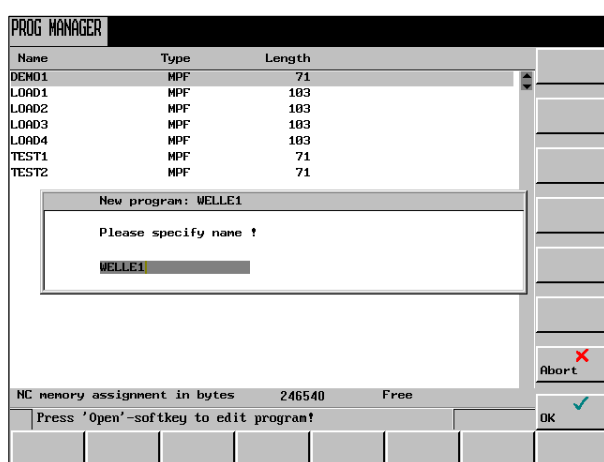 PROG MANAGER
Name Type Length
DEMO1 MPF 71
LOAD1 MPF 103
LOAD2 MPF 103
LOAD3 MPF 103
LOAD4 MPF 103
TEST1 MPF 71
TEST2 MPF 71
New program: WELLE1
Please specify name !
WELLE1
Abort
NC memory assignment in bytes 246540 Free
Press 'Open'-softkey to edit program!
OK